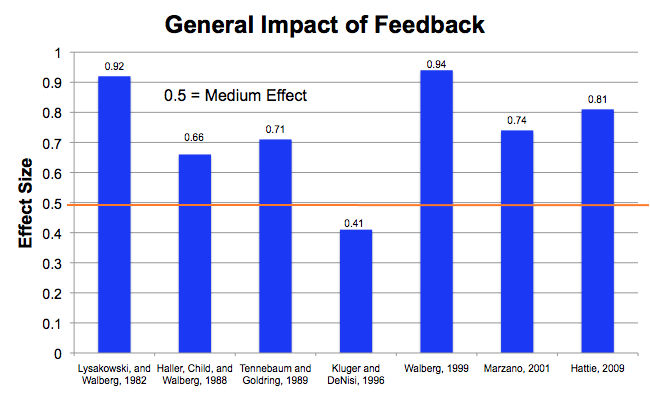 General Impact of Feedback
Effect Size
1
0.9
0.8
0.7
0.6
0.5
0.4
0.3
0.2
0.1
0
0.5 = Medium Effect
0.92
0.66
0.71
0.41
0.94
0.74
0.81
Lysakowski, and
Walberg, 1982
Haller, Child, and
Walberg, 1988
Tennebaum and
Goldring, 1989
Kluger and
DeNisi, 1996
Walberg, 1999
Marzano, 2001
Hattie, 2009